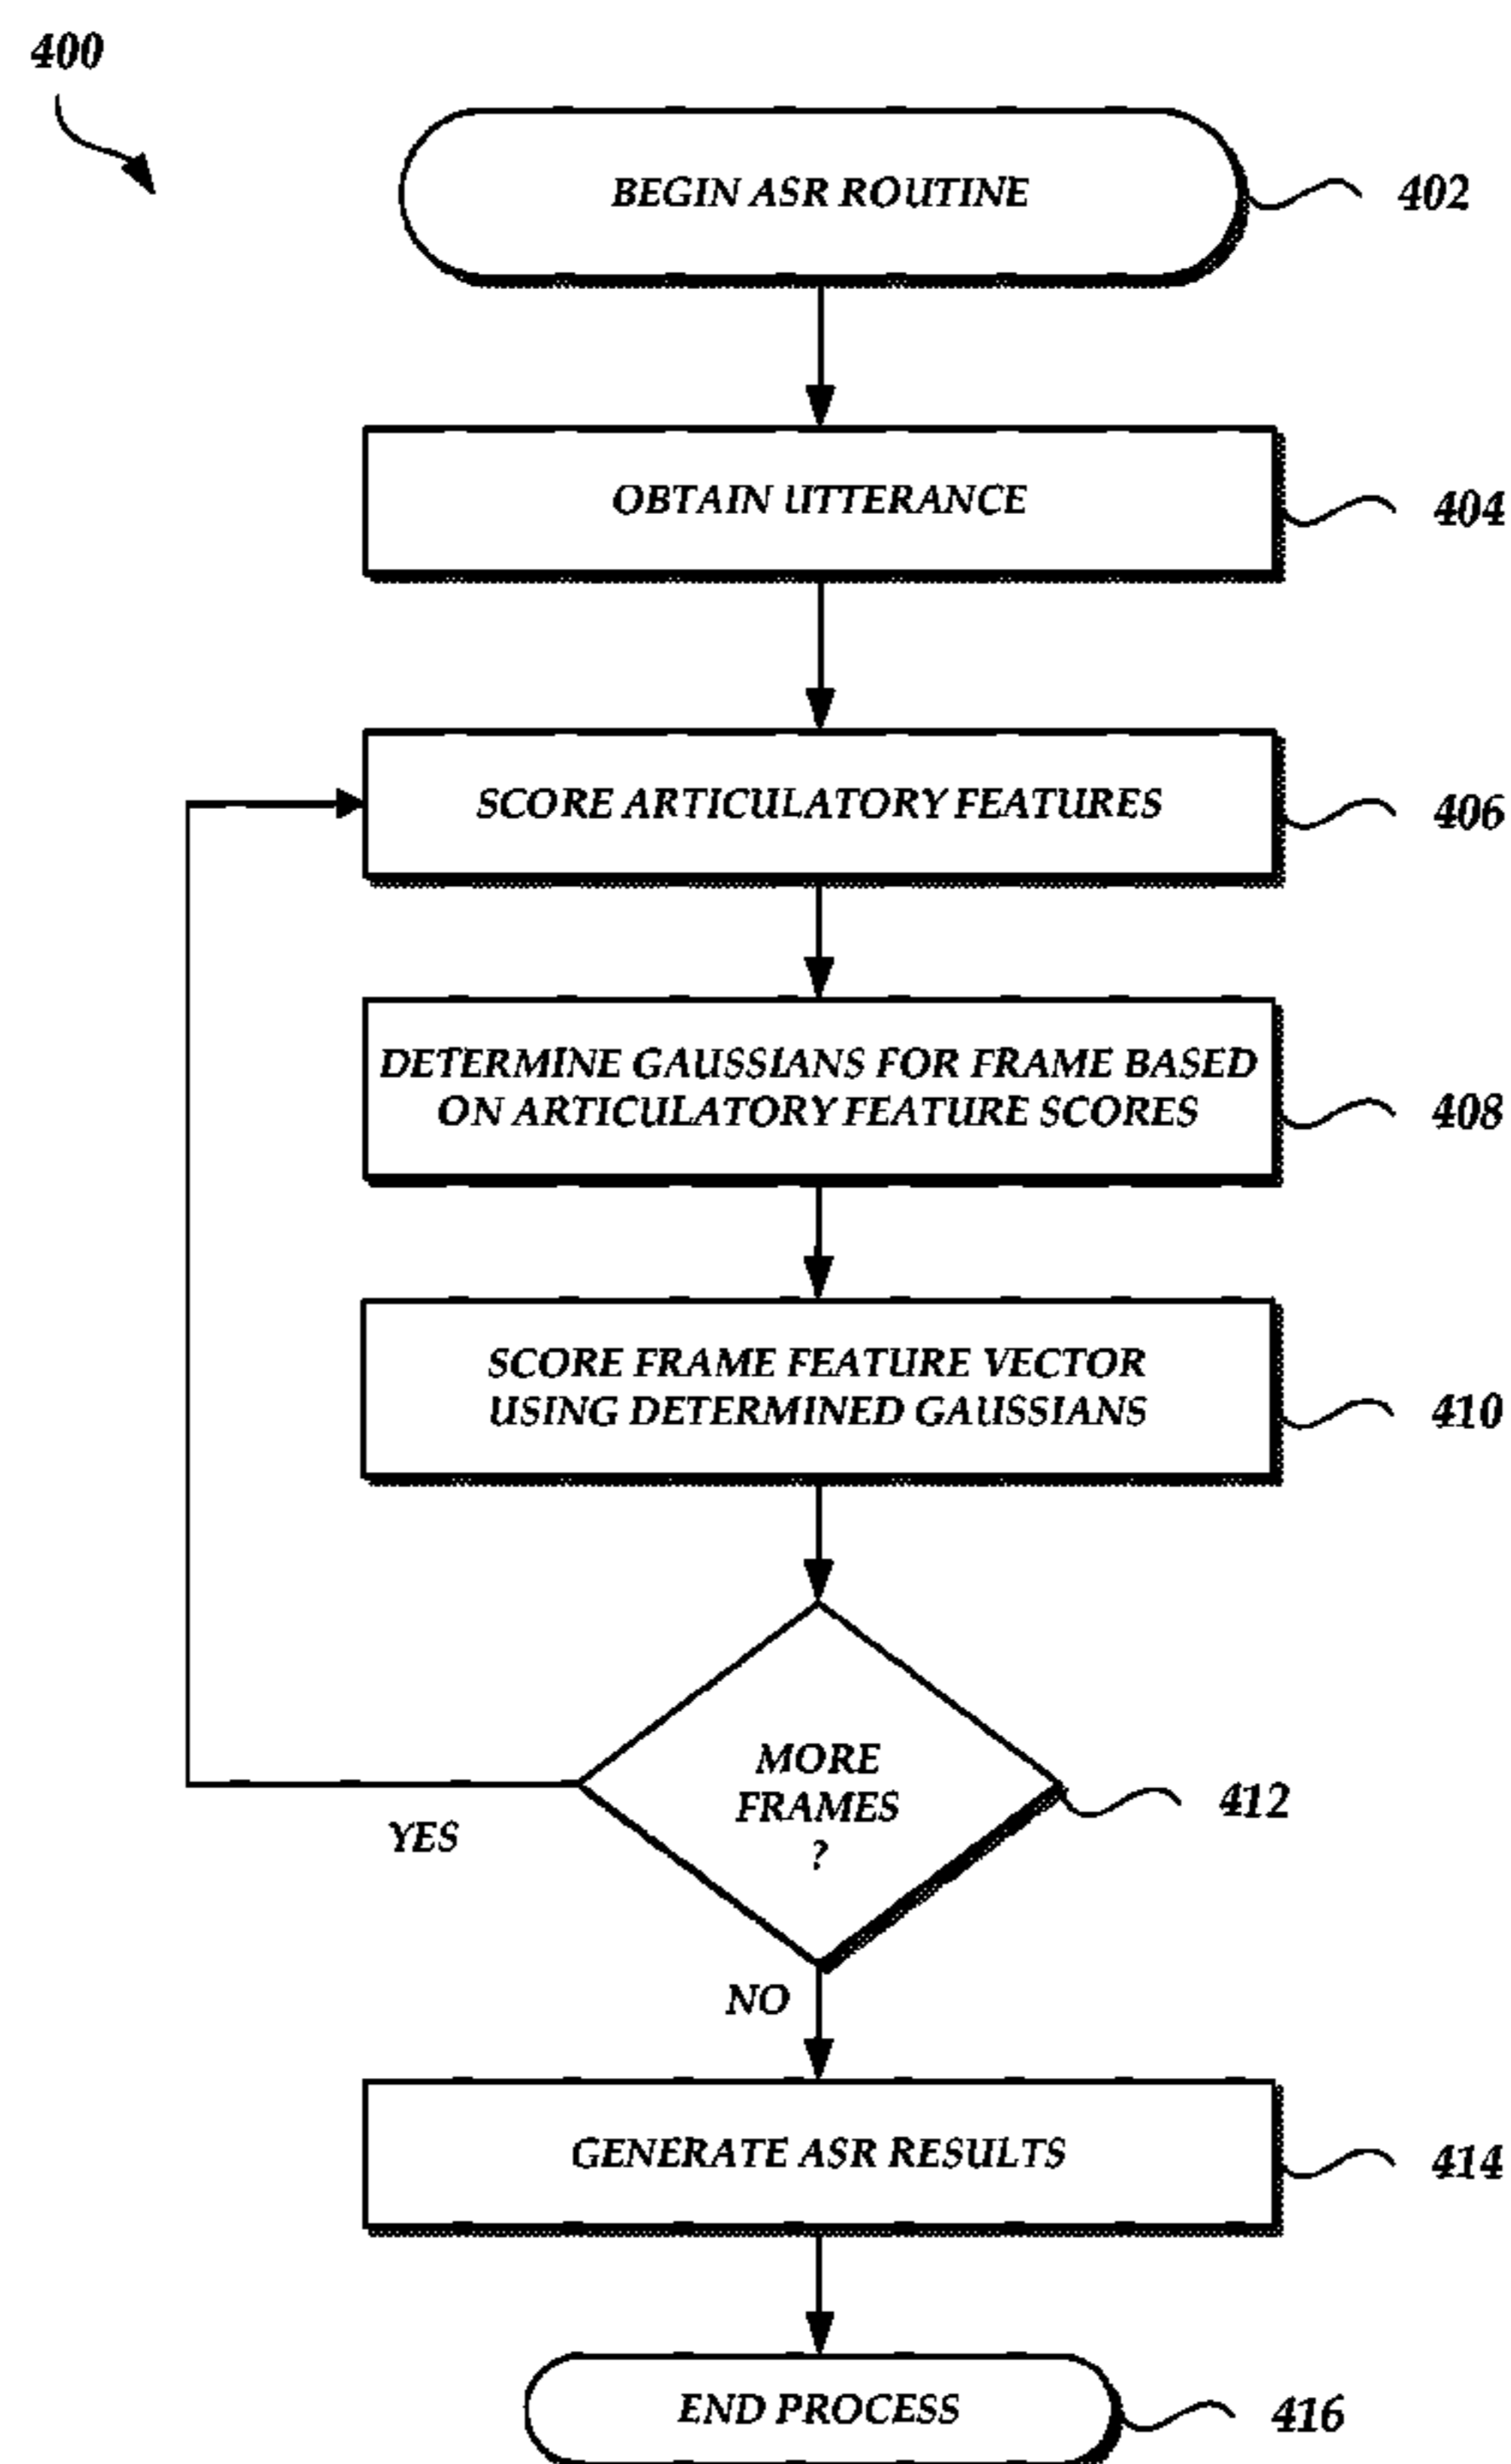 400
BEGIN ASR ROUTINE
402
OBTAIN UTTERANCE
404
SCORE ARTICULATORY FEATURES
406
DETERMINE GAUSSIANS FOR FRAME BASED
ON ARTICULATORY FEATURE SCORES
408
SCORE FRAME FEATURE VECTOR
USING DETERMINED GAUSSIANS
410
MORE
FRAMES
?
412
YES
NO
GENERATE ASR RESULTS
414
END PROCESS
416